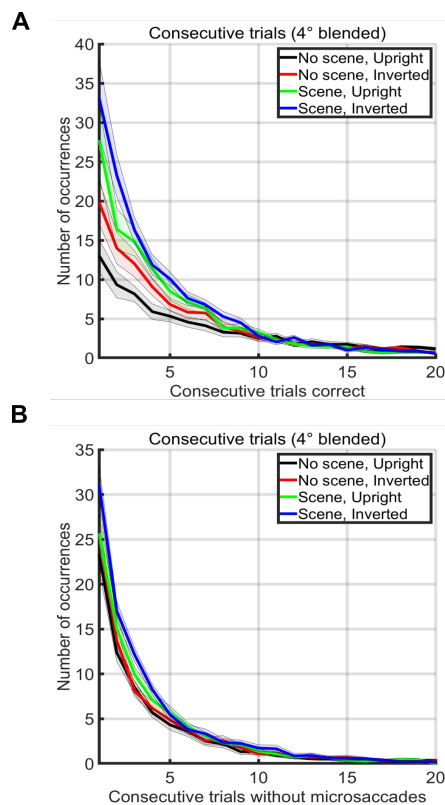 A
Consecutive trials (4° blended)
No scene, Upright
No scene, Inverted
Scene, Upright
Scene, Inverted
Number of occurrences
40
35
30
25
20
15
10
5
0
5
10
15
20
Consecutive trials correct
B
Consecutive trials (4° blended)
No scene, Upright
No scene, Inverted
Scene, Upright
Scene, Inverted
Number of occurrences
35
30
25
20
15
10
5
0
5
10
15
20
Consecutive trials without microsaccades